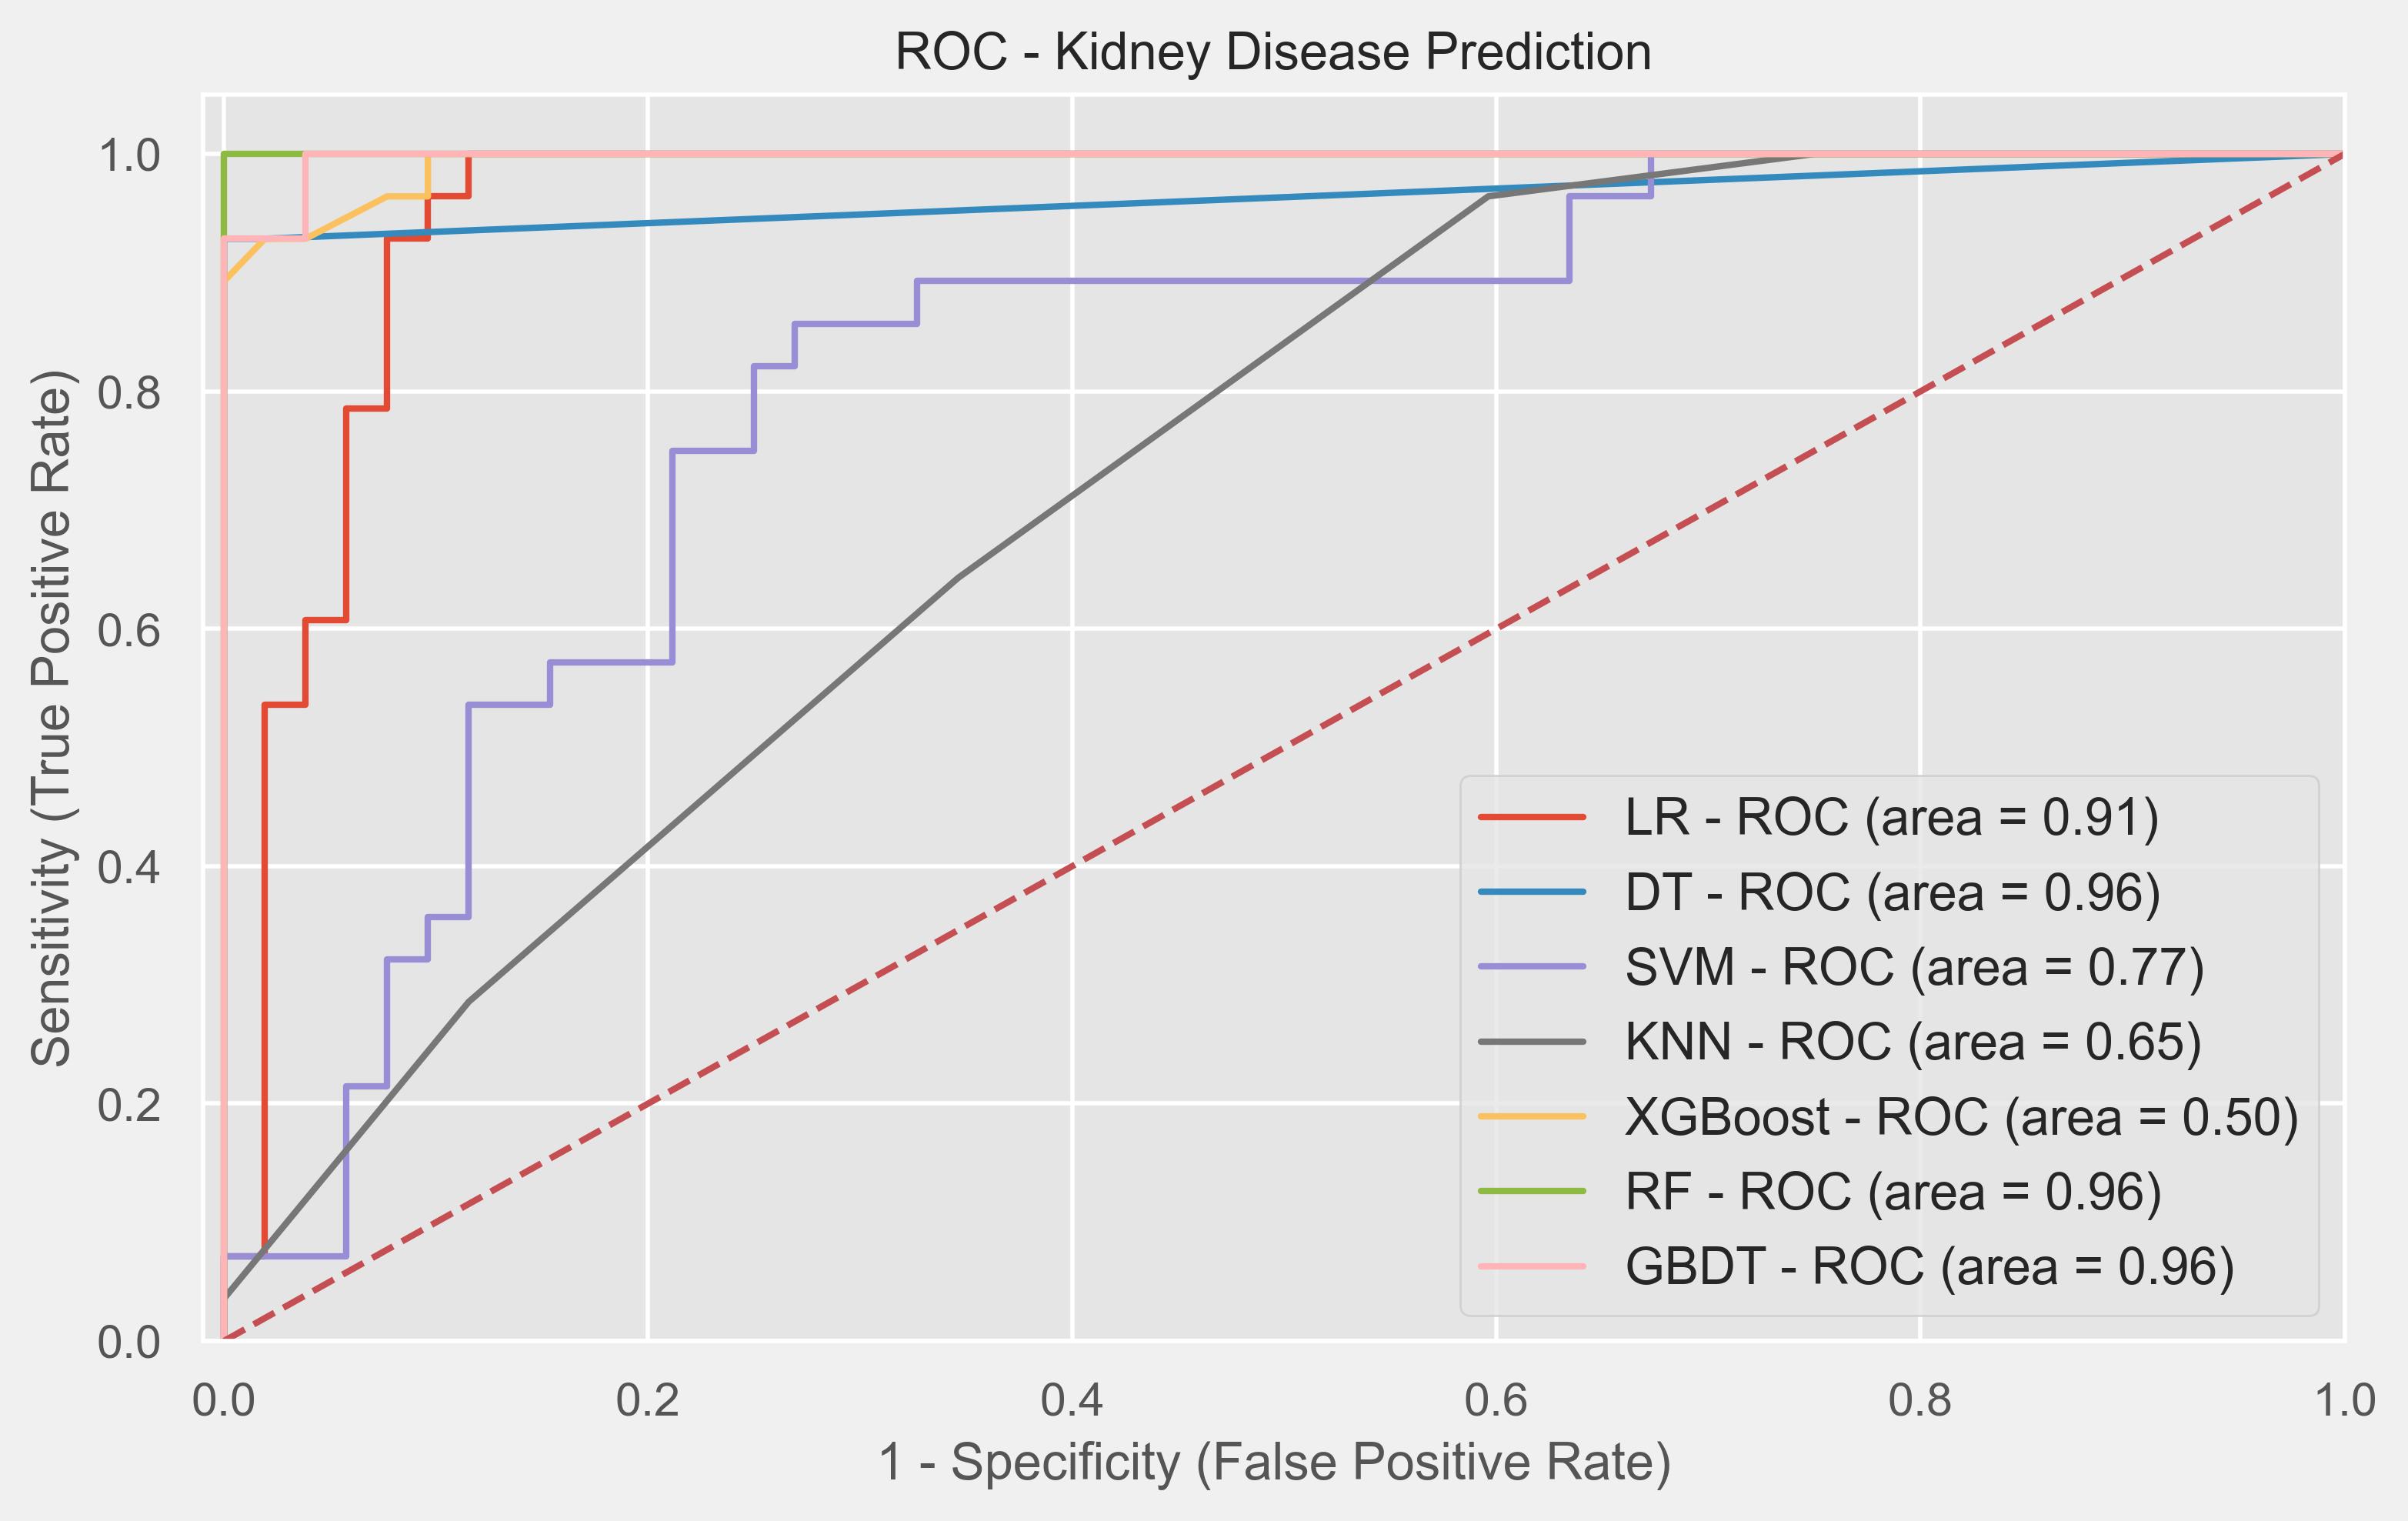 ROC - Kidney Disease Prediction
Sensitivity (True Positive Rate)
1.0
0.8
0.6
0.4
0.2
0.0
LR - ROC (area = 0.91)
DT - ROC (area = 0.96)
SVM - ROC (area = 0.77)
KNN - ROC (area = 0.65)
XGBoost - ROC (area = 0.50)
RF - ROC (area = 0.96)
GBDT - ROC (area = 0.96)
0.0 0.2 0.4 0.6 0.8 1.0
1 - Specificity (False Positive Rate)